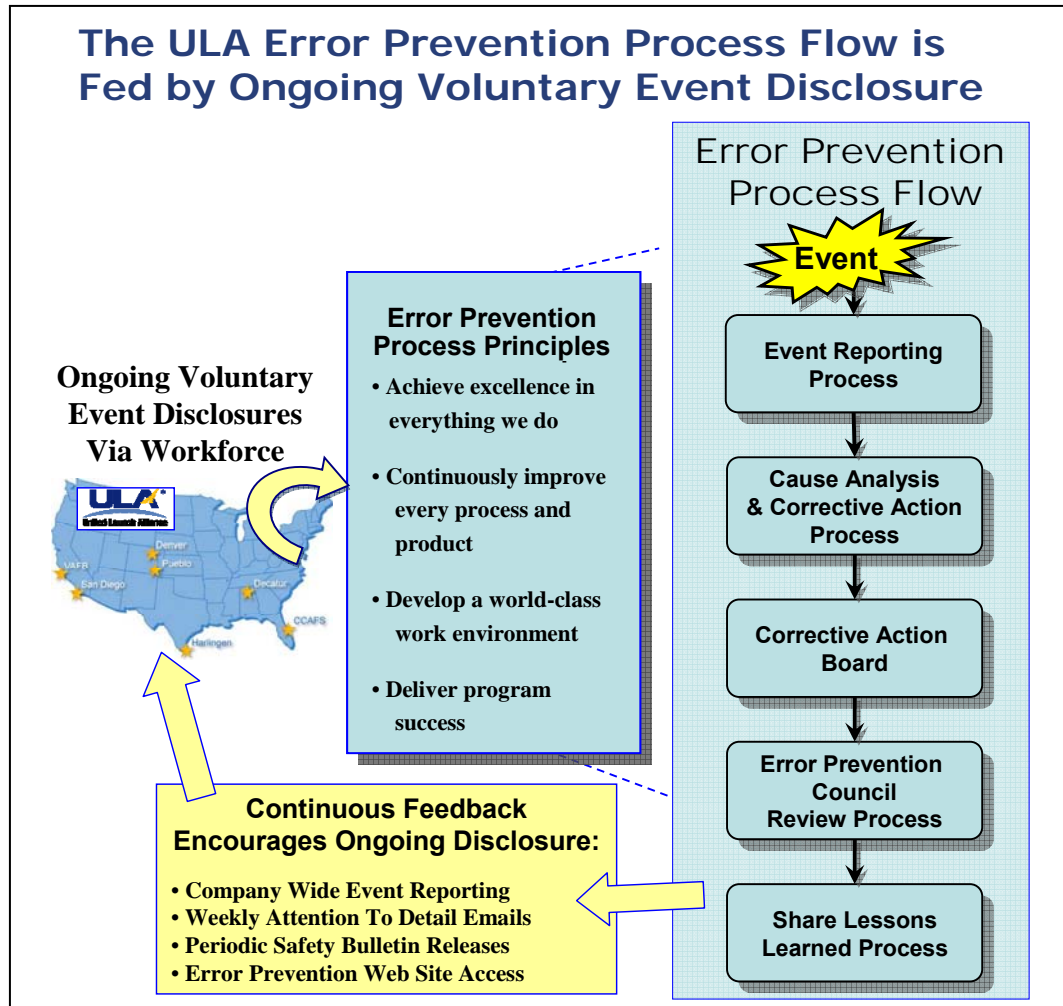 The ULA Error Prevention Process Flow is
Fed by Ongoing Voluntary Event Disclosure
Ongoing Voluntary
Event Disclosures
Via Workforce
ULA
United Launch Alliance
Denver
VAFB
Pueblo
San Diego
Decatur
CCAFS
Harlingen
Error Prevention
Process Principles
• Achieve excellence in
everything we do
• Continuously improve
every process and
product
• Develop a world-class
work environment
• Deliver program
success
Error Prevention
Process Flow
Event
Event Reporting
Process
Cause Analysis
& Corrective Action
Process
Corrective Action
Board
Error Prevention
Council
Review Process
Share Lessons
Learned Process
Continuous Feedback
Encourages Ongoing Disclosure:
• Company Wide Event Reporting
• Weekly Attention To Detail Emails
• Periodic Safety Bulletin Releases
• Error Prevention Web Site Access